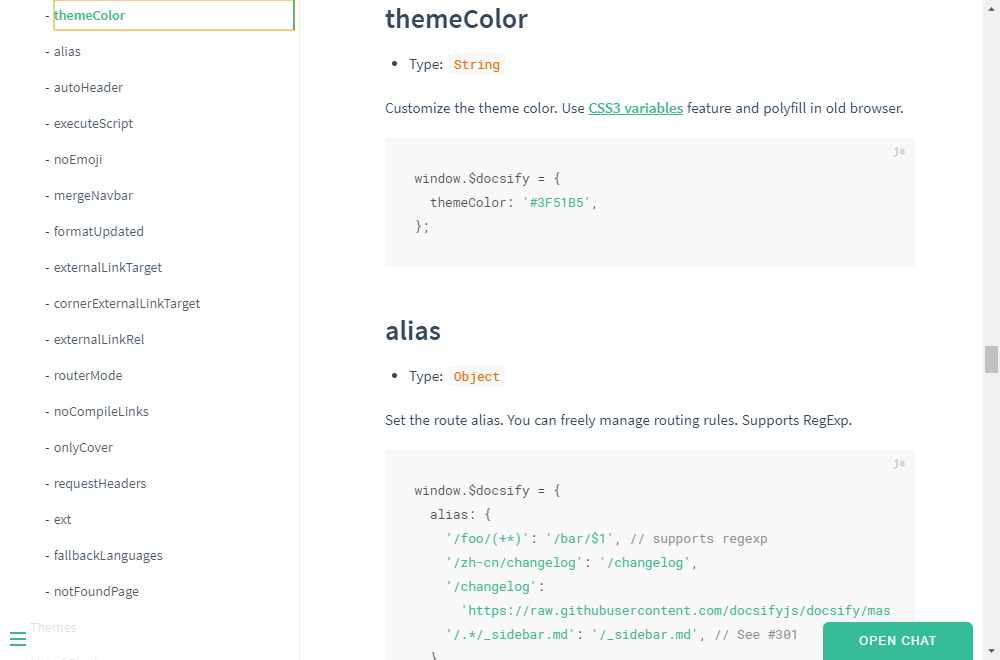 - themeColor
- alias
- autoHeader
- executeScript
- noEmoji
- mergeNavbar
- formatUpdated
- externalLinkTarget
- cornerExternalLinkTarget
- externalLinkRel
- routerMode
- noCompileLinks
- onlyCover
- requestHeaders
- ext
- fallbackLanguages
- notFoundPage
Themes
themeColor
• Type: String
Customize the theme color. Use CSS3 variables feature and polyfill in old browser.
js
window.$docsify = {
themeColor: '#3F51B5',
};
alias
• Type: Object
Set the route alias. You can freely manage routing rules. Supports RegExp.
js
window.$docsify = {
alias: {
'/foo/(+*)': '/bar/$1', // supports regexp
'/zh-cn/changelog': '/changelog',
'/changelog':
'https://raw.githubusercontent.com/docsifyjs/docsify/mas
'/.*/_sidebar.md': '/_sidebar.md', // See #301
}
OPEN CHAT